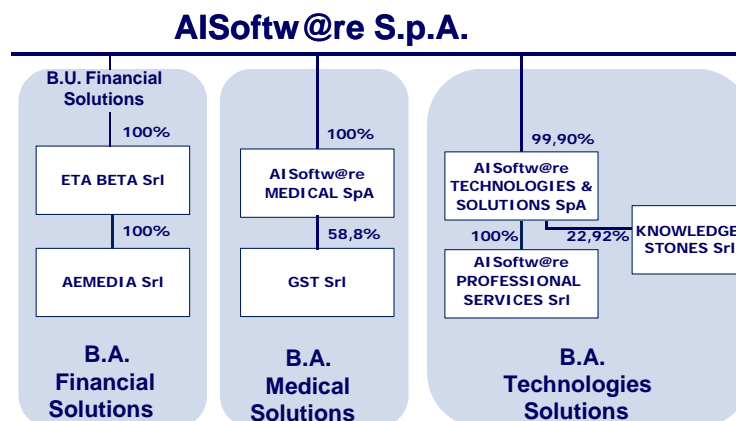 AISoftw@re S.p.A.
B.U. Financial
Solutions
100%
ETA BETA Srl
100%
AEMEDIA Srl
B.A.
Financial
Solutions
100%
AISoftw@re
MEDICAL SpA
58,8%
GST Srl
B.A.
Medical
Solutions
99,90%
AISoftw@re
TECHNOLOGIES &
SOLUTIONS SpA
100%
22,92%
KNOWLEDGE
STONES Srl
AISoftw@re
PROFESSIONAL
SERVICES Srl
B.A.
Technologies
Solutions